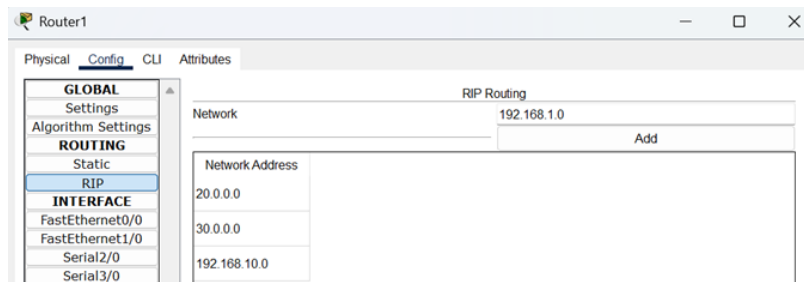 Router1
Physical Config CLI Attributes
GLOBAL
Settings
Algorithm Settings
ROUTING
Static
RIP
INTERFACE
FastEthernet0/0
FastEthernet1/0
Serial2/0
Serial3/0
RIP Routing
Network 192.168.1.0
Add
Network Address
20.0.0.0
30.0.0.0
192.168.10.0